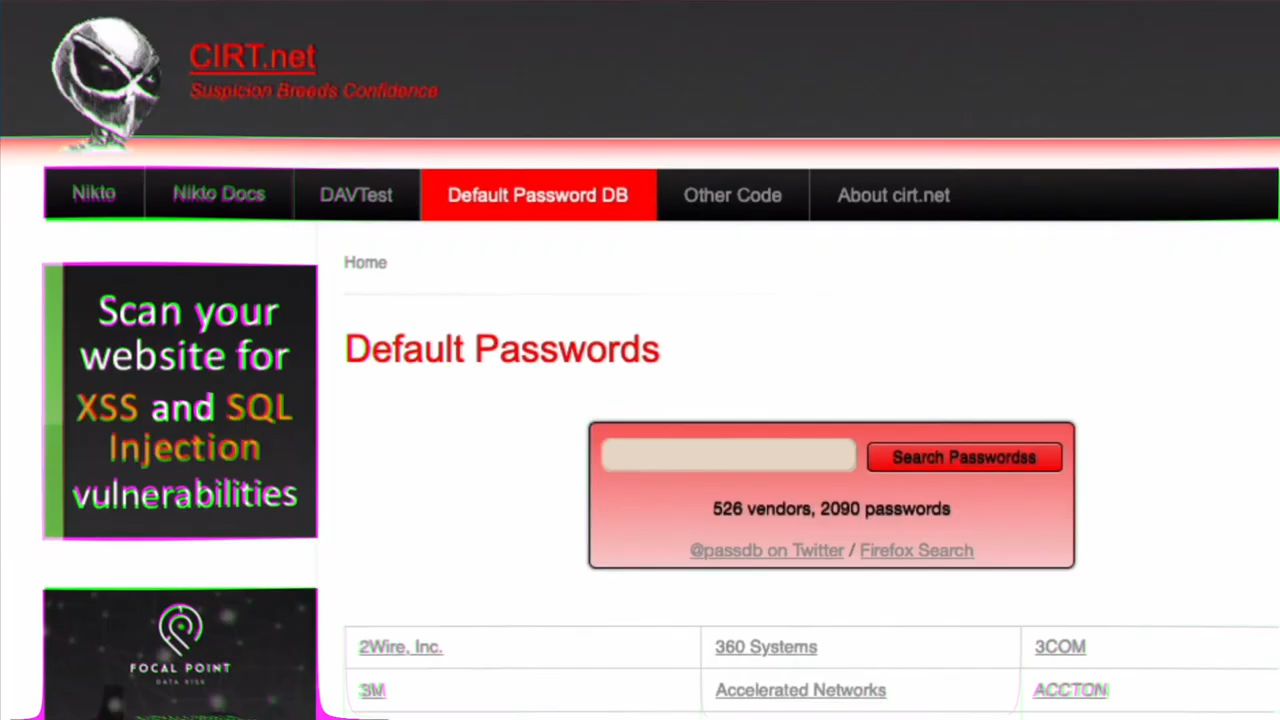 CIRT.net
Suspicion Breeds Confidence
Nikto Nikto Docs DAVTest Default Password DB Other Code About cirt.net
Home
Scan your
website for
XSS and SQL
Injection
vulnerabilities
Default Passwords
Search Passwordss
526 vendors, 2090 passwords
@passdb on Twitter / Firefox Search
FOCAL POINT
DATA RISK
2Wire, Inc. 360 Systems 3COM
3M Accelerated Networks ACCTON